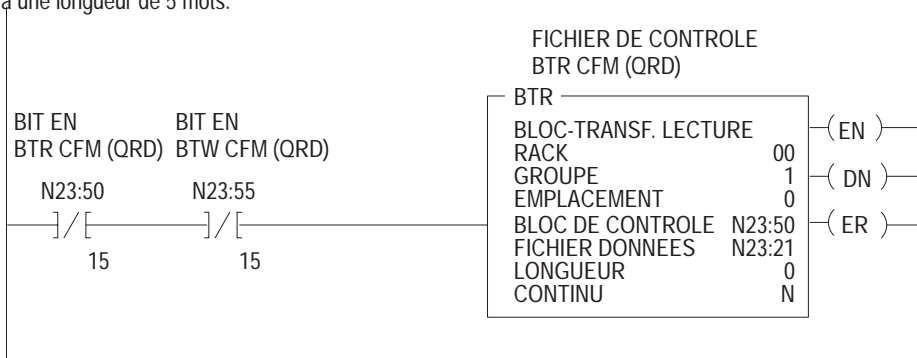 a une longueur de 5 mots.
FICHIER DE CONTROLE
BTR CFM (QRD)
BIT EN
BTR CFM (QRD)
BIT EN
BTW CFM (QRD)
N23:50
15
N23:55
15
BTR
BLOC-TRANSF. LECTURE
RACK 00
GROUPE 1
EMPLACEMENT 0
BLOC DE CONTROLE N23:50
FICHIER DONNEES N23:21
LONGUEUR 0
CONTINU N
EN
DN
ER